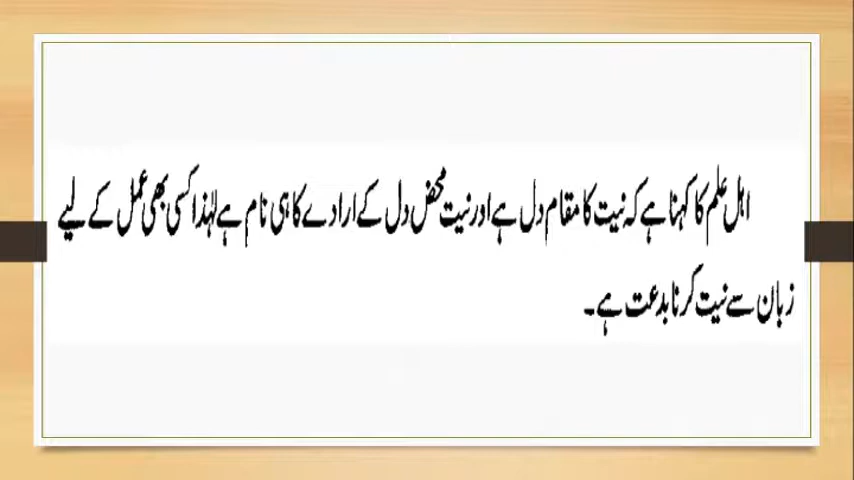 اہل علم کا کہنا ہے کہ نیت کا مقام دل ہے اور نیت محض دل کے ارادے کا ہی نام ہے لہٰذا کسی بھی عمل کے لیے
زبان سے نیت کرنا بدعت ہے۔